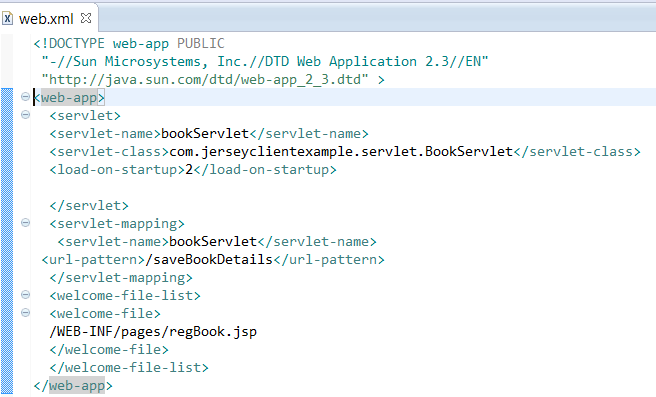 web.xml
<!DOCTYPE web-app PUBLIC
"-//Sun Microsystems, Inc.//DTD Web Application 2.3//EN"
"http://java.sun.com/dtd/web-app_2_3.dtd" >
<web-app>
<servlet>
<servlet-name>bookServlet</servlet-name>
<servlet-class>com.jerseyclientexample.servlet.BookServlet</servlet-class>
<load-on-startup>2</load-on-startup>
</servlet>
<servlet-mapping>
<servlet-name>bookServlet</servlet-name>
<url-pattern>/saveBookDetails</url-pattern>
</servlet-mapping>
<welcome-file-list>
<welcome-file>
/WEB-INF/pages/regBook.jsp
</welcome-file>
</welcome-file-list>
</web-app>